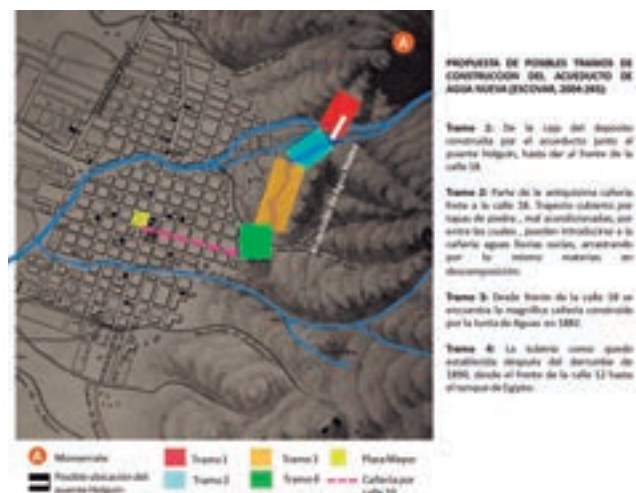 A
Acueducto de Agua Nueva
PROPUESTA DE POSIBLES TRAMOS DE
CONSTRUCCIÓN DEL ACUEDUCTO DE
AGUA NUEVA (ESCOVAR, 2004:265)
Tramo 1: De la caja del deposito
construida por el acueducto junto al
puente Holguín, hasta dar al frente de la
calle 18.
Tramo 2: Parte de la antiquísima cañería
frente a la calle 18. Trayecto cubierto por
tapas de piedra, mal acondicionadas, por
entre las cuales, pueden introducirse a la
cañería aguas lluvias sucias, arrastrando
por lo mismo materias en
descomposición.
Tramo 3: Desde frente de la calle 18 se
encuentra la magnífica cañería construida
por la Junta de Aguas en 1882.
Tramo 4: La tubería como quedo
establecida después del derrumbe de
1890, desde el frente de la calle 12 hasta
el tanque de Egipto.
A Monserrate
Tramo 1
Tramo 3
Plaza Mayor
Posible ubicación del
puente Holguín
Tramo 2
Tramo 4
Cañería por
calle 10